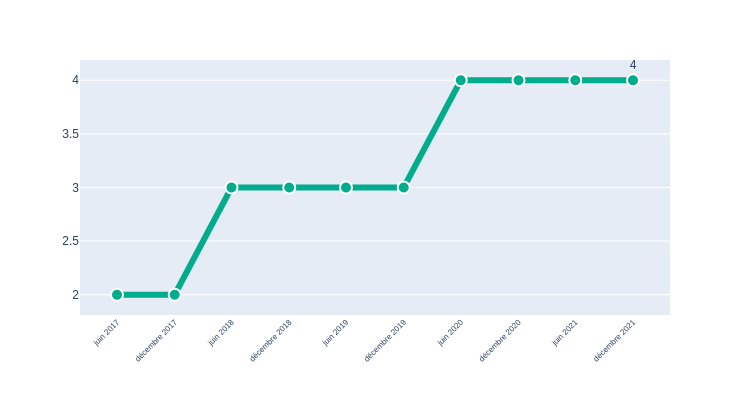 4
4
3.5
3
2.5
2
juin 2017
décembre 2017
juin 2018
décembre 2018
juin 2019
décembre 2019
juin 2020
décembre 2020
juin 2021
décembre 2021